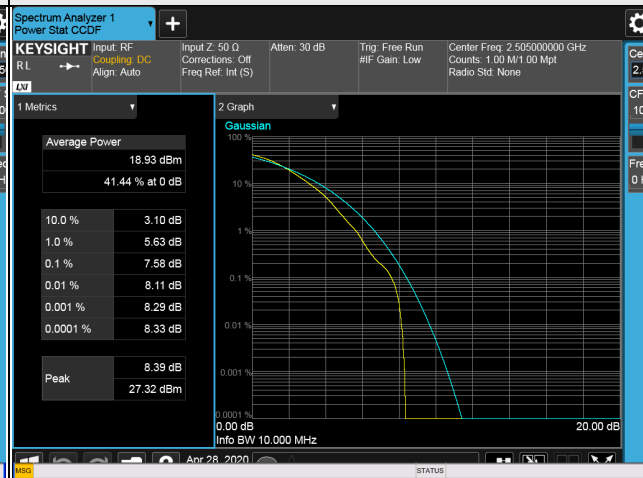 Spectrum Analyzer 1
Power Stat CCDF
+
KEYSIGHT
RL
LXI
Input: RF
Coupling: DC
Align: Auto
Input Z: 50 Ω
Corrections: Off
Freq Ref: Int (S)
Atten: 30 dB
Trig: Free Run
#IF Gain: Low
Center Freq: 2.505000000 GHz
Counts: 1.00 M/1.00 Mpt
Radio Std: None
1 Metrics
Average Power
18.93 dBm
41.44 % at 0 dB
10.0 % 3.10 dB
1.0 % 5.63 dB
0.1 % 7.58 dB
0.01 % 8.11 dB
0.001 % 8.29 dB
0.0001 % 8.33 dB
Peak 8.39 dB
27.32 dBm
2 Graph
Gaussian
100 %
10 %
1 %
0.1 %
0.01 %
0.001 %
0.0001 %
0.00 dB 20.00 dB
Info BW 10.000 MHz
Apr 28, 2020
MSG STATUS